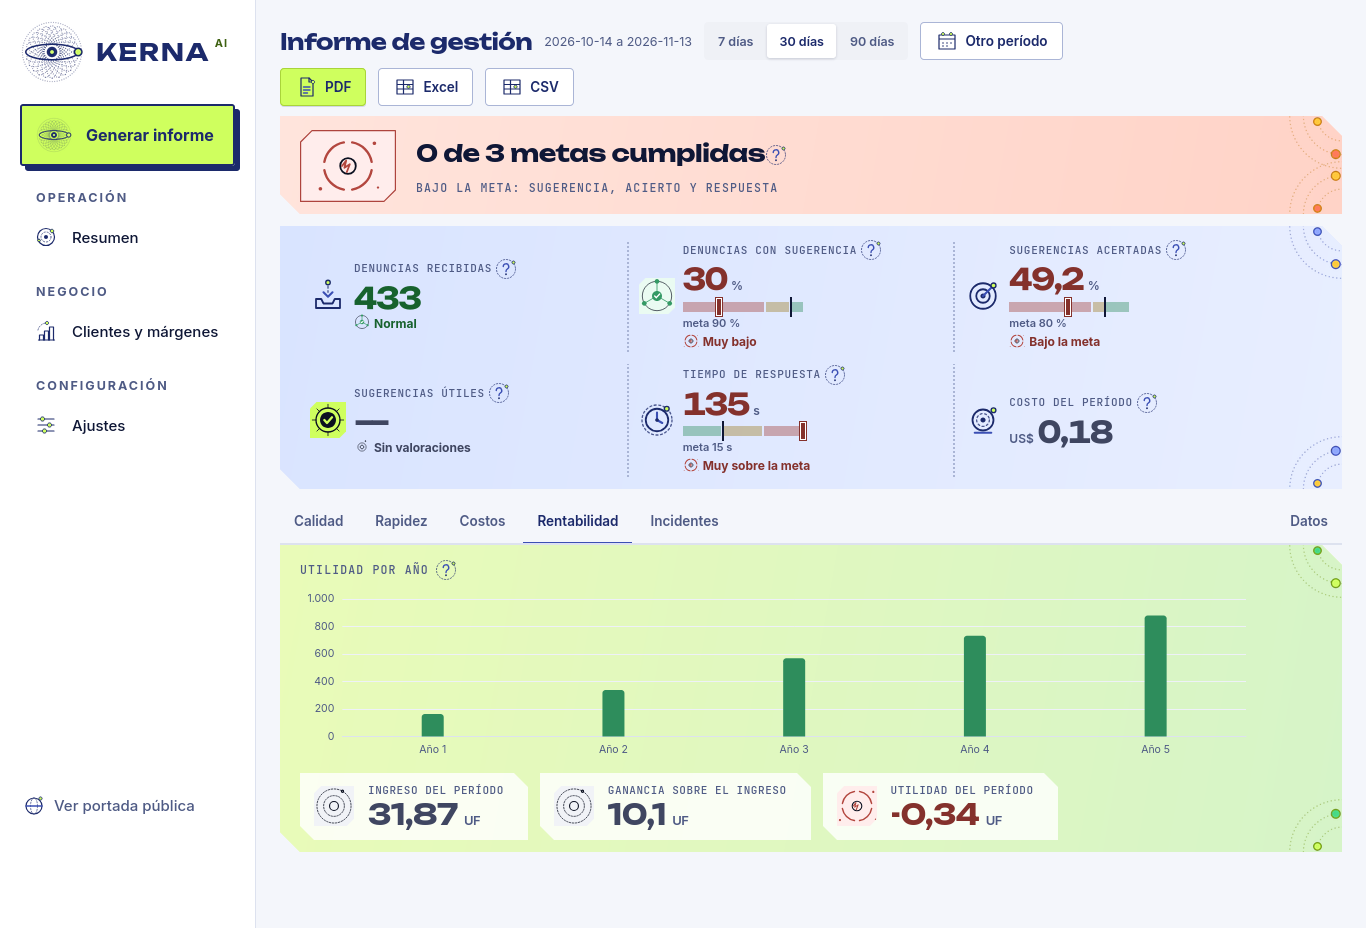 KERNA AI
Generar informe
OPERACIÓN
Resumen
NEGOCIO
Clientes y márgenes
CONFIGURACIÓN
Ajustes
Ver portada pública
Informe de gestión 2026-10-14 a 2026-11-13 7 días 30 días 90 días Otro período
PDF Excel CSV
0 de 3 metas cumplidas ?
BAJO LA META: SUGERENCIA, ACIERTO Y RESPUESTA
DENUNCIAS RECIBIDAS ?
433
Normal
DENUNCIAS CON SUGERENCIA ?
30 %
meta 90 %
Muy bajo
SUGERENCIAS ACERTADAS ?
49,2 %
meta 80 %
Bajo la meta
SUGERENCIAS ÚTILES ?
—
Sin valoraciones
TIEMPO DE RESPUESTA ?
135 s
meta 15 s
Muy sobre la meta
COSTO DEL PERÍODO ?
US$ 0,18
Calidad Rapidez Costos Rentabilidad Incidentes Datos
UTILIDAD POR AÑO ?
1.000
800
600
400
200
0
Año 1 Año 2 Año 3 Año 4 Año 5
INGRESO DEL PERÍODO
31,87 UF
GANANCIA SOBRE EL INGRESO
10,1 UF
UTILIDAD DEL PERÍODO
-0,34 UF